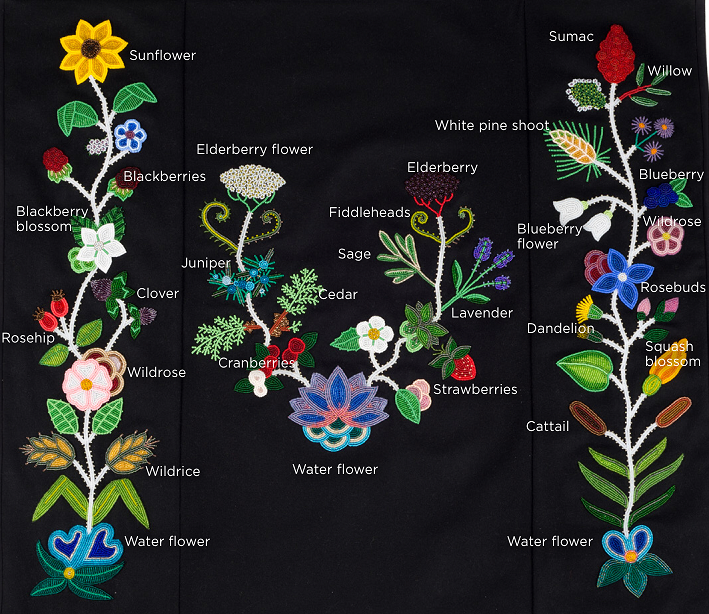 Sunflower
Blackberries
Blackberry
blossom
Clover
Rosehip
Wildrose
Wildrice
Water flower
Elderberry flower
Elderberry
Fiddleheads
Sage
Juniper
Cedar
Lavender
Cranberries
Strawberries
Water flower
Sumac
Willow
White pine shoot
Blueberry
Blueberry
flower
Wildrose
Rosebuds
Dandelion
Squash
blossom
Cattail
Water flower